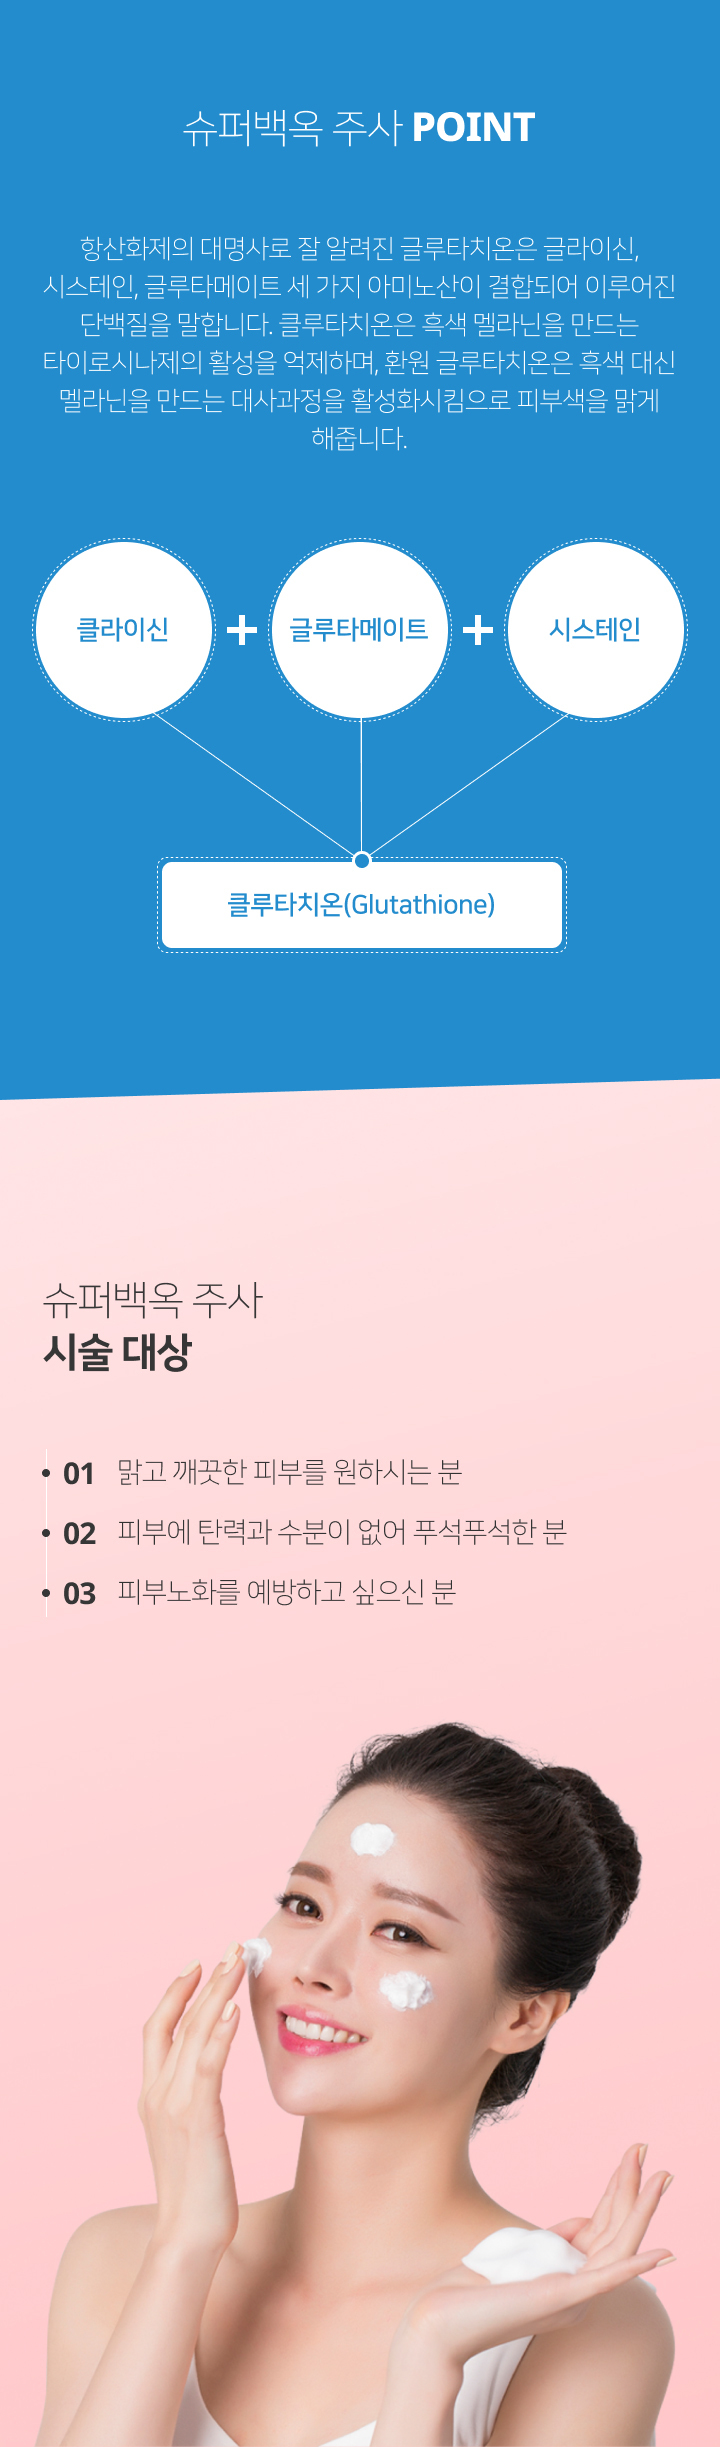 슈퍼백옥 주사 POINT
항산화제의 대명사로 잘 알려진 글루타치온은 글라이신,
시스테인, 글루타메이트 세 가지 아미노산이 결합되어 이루어진
단백질을 말합니다. 클루타치온은 흑색 멜라닌을 만드는
타이로시나제의 활성을 억제하며, 환원 글루타치온은 흑색 대신
멜라닌을 만드는 대사과정을 활성화시킴으로 피부색을 맑게
해줍니다.
클라이신 + 글루타메이트 + 시스테인
클루타치온(Glutathione)
슈퍼백옥 주사
시술 대상
01 맑고 깨끗한 피부를 원하시는 분
02 피부에 탄력과 수분이 없어 푸석푸석한 분
03 피부노화를 예방하고 싶으신 분